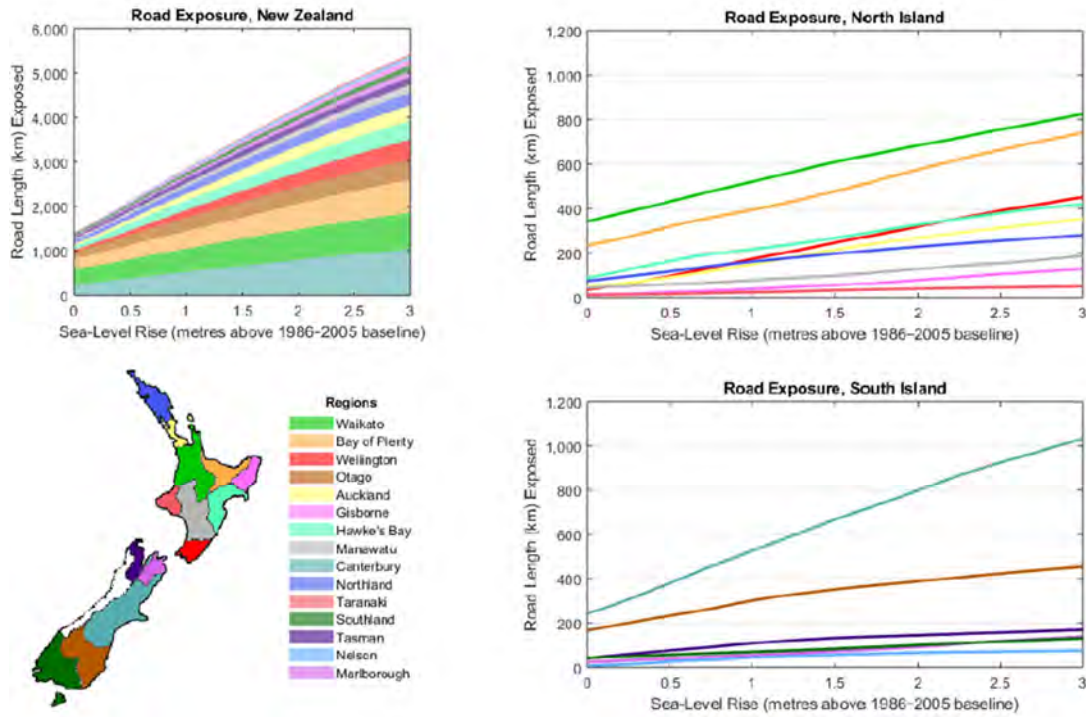 Road Exposure, New Zealand
6,000
5,000
4,000
3,000
2,000
1,000
0
Road Length (km) Exposed
0 0.5 1 1.5 2 2.5 3
Sea-Level Rise (metres above 1986–2005 baseline)
Road Exposure, North Island
1,200
1,000
800
600
400
200
0
Road Length (km) Exposed
0 0.5 1 1.5 2 2.5 3
Sea-Level Rise (metres above 1986–2005 baseline)
Regions
Waikato
Bay of Plenty
Wellington
Otago
Auckland
Gisborne
Hawke's Bay
Manawatu
Canterbury
Northland
Taranaki
Southland
Tasman
Nelson
Marlborough
Road Exposure, South Island
1,200
1,000
800
600
400
200
0
Road Length (km) Exposed
0 0.5 1 1.5 2 2.5 3
Sea-Level Rise (metres above 1986–2005 baseline)